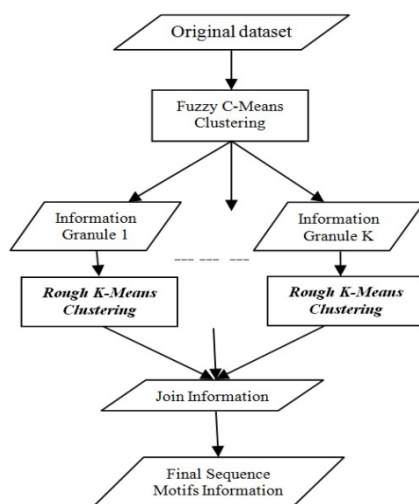 Original dataset
Fuzzy C-Means
Clustering
Information
Granule 1
Information
Granule K
Rough K-Means
Clustering
Rough K-Means
Clustering
Join Information
Final Sequence
Motifs Information